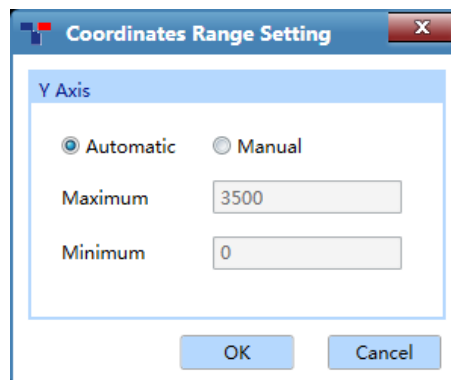 Coordinates Range Setting
x
Y Axis
Automatic Manual
Maximum 3500
Minimum 0
OK Cancel